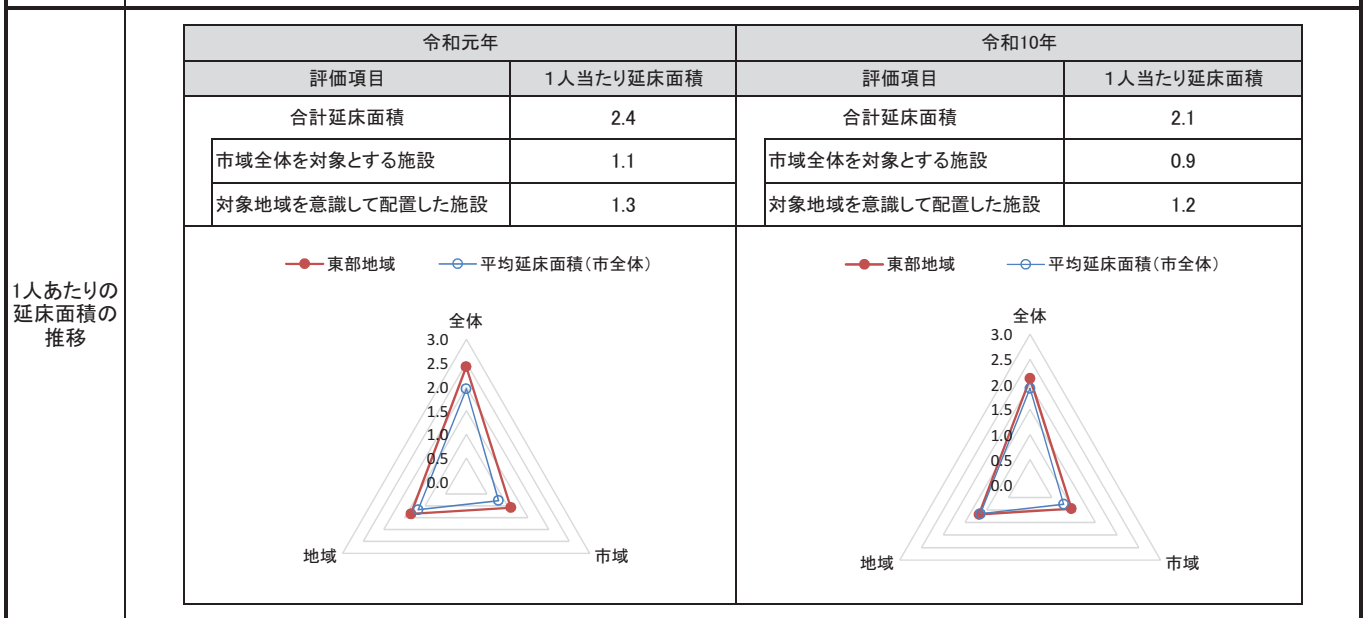 1人あたりの
延床面積の
推移
令和元年
令和10年
評価項目
1人当たり延床面積
評価項目
1人当たり延床面積
合計延床面積
2.4
合計延床面積
2.1
市域全体を対象とする施設
1.1
市域全体を対象とする施設
0.9
対象地域を意識して配置した施設
1.3
対象地域を意識して配置した施設
1.2
東部地域
平均延床面積(市全体)
全体
3.0
2.5
2.0
1.5
1.0
0.5
0.0
地域
市域
東部地域
平均延床面積(市全体)
全体
3.0
2.5
2.0
1.5
1.0
0.5
0.0
地域
市域